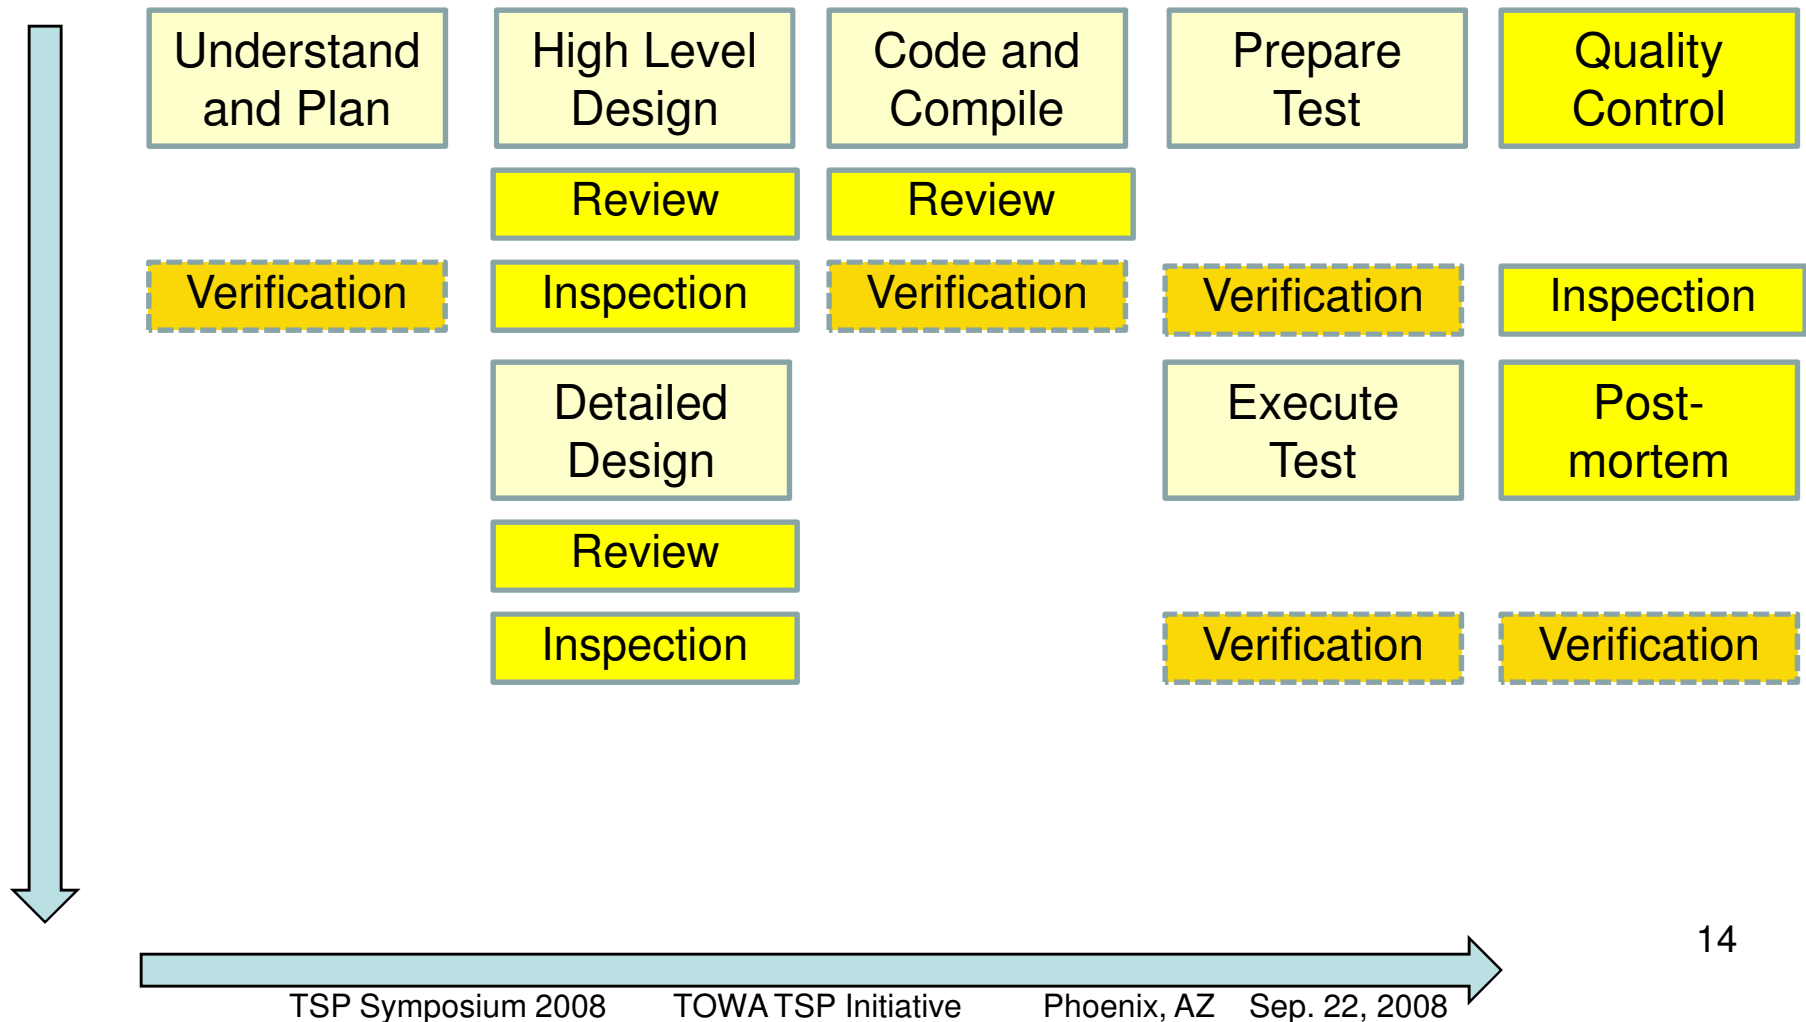 Understand
and Plan
Verification
High Level
Design
Review
Inspection
Detailed
Design
Review
Inspection
Code and
Compile
Review
Verification
Prepare
Test
Verification
Execute
Test
Verification
Quality
Control
Inspection
Post-
mortem
Verification
14
TSP Symposium 2008 TOWA TSP Initiative Phoenix, AZ Sep. 22, 2008